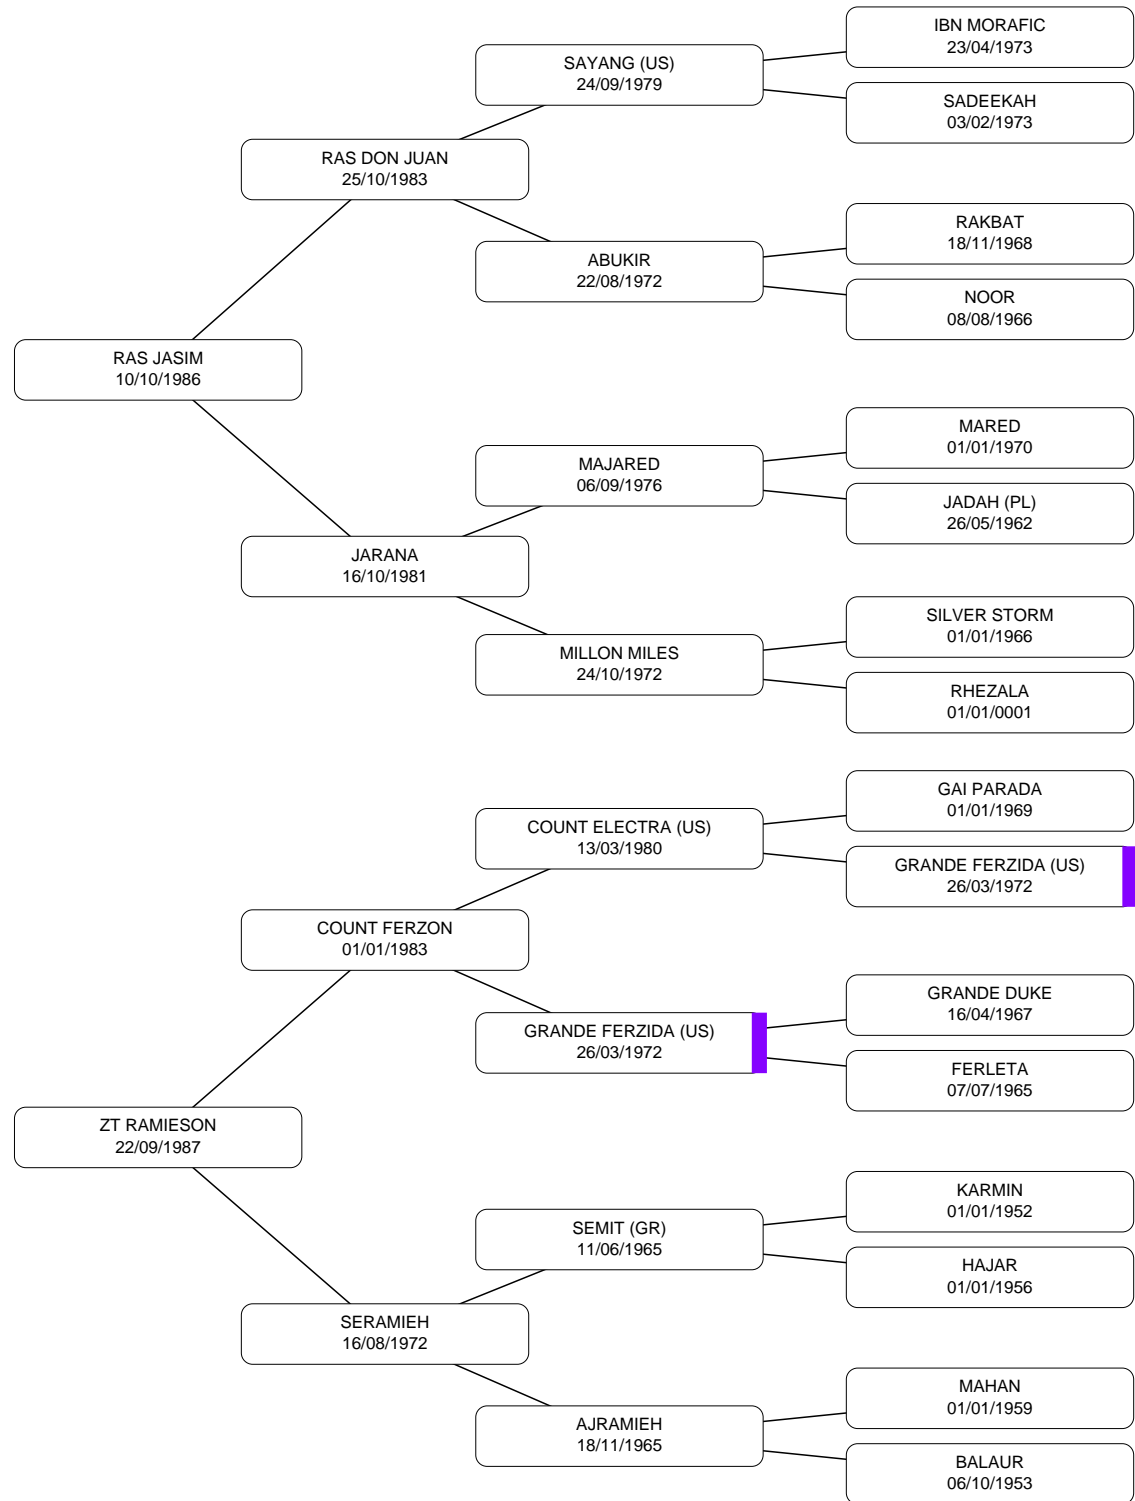 IBN MORAFIC
23/04/1973
SAYANG (US)
24/09/1979
SADEEKAH
03/02/1973
RAS DON JUAN
25/10/1983
RAKBAT
18/11/1968
ABUKIR
22/08/1972
NOOR
08/08/1966
RAS JASIM
10/10/1986
MARED
01/01/1970
MAJARED
06/09/1976
JADAH (PL)
26/05/1962
JARANA
16/10/1981
SILVER STORM
01/01/1966
MILLON MILES
24/10/1972
RHEZALA
01/01/0001
GAI PARADA
01/01/1969
COUNT ELECTRA (US)
13/03/1980
GRANDE FERZIDA (US)
26/03/1972
COUNT FERZON
01/01/1983
GRANDE DUKE
16/04/1967
GRANDE FERZIDA (US)
26/03/1972
FERLETA
07/07/1965
ZT RAMIESON
22/09/1987
KARMIN
01/01/1952
SEMIT (GR)
11/06/1965
HAJAR
01/01/1956
SERAMIEH
16/08/1972
MAHAN
01/01/1959
AJRAMIEH
18/11/1965
BALAUR
06/10/1953